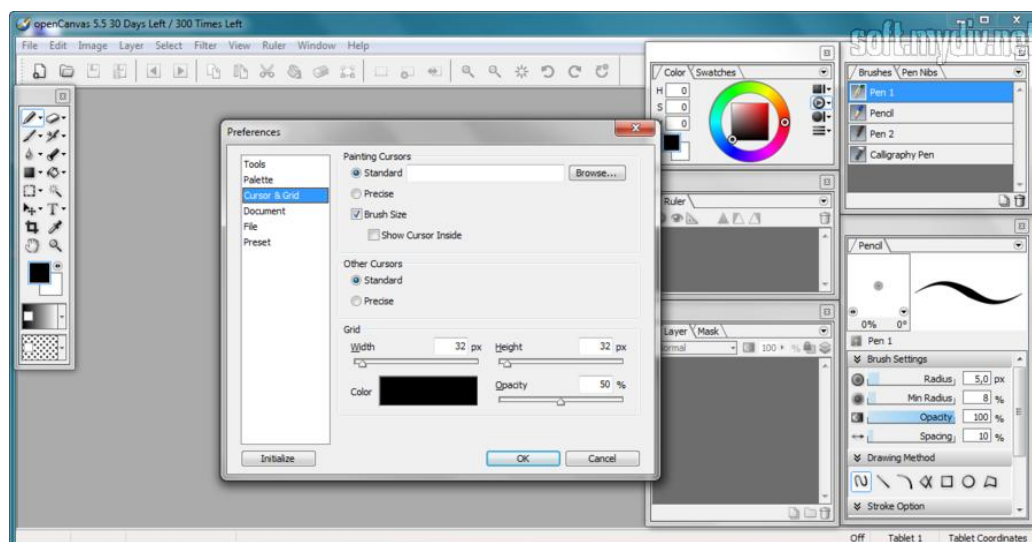 openCanvas 5.5 30 Days Left / 300 Times Left
soft.mydiv.net
File Edit Image Layer Select Filter View Ruler Window Help
Color Swatches
H 0
S 0
0
Brushes Pen Nibs
Pen 1
Pencil
Pen 2
Calligraphy Pen
Preferences
Tools
Palette
Cursor & Grid
Document
File
Preset
Painting Cursors
Standard Browse...
Precise
Brush Size
Show Cursor Inside
Other Cursors
Standard
Precise
Grid
Width 32 px Height 32 px
Color Opacity 50 %
Initialize OK Cancel
Ruler
Layer Mask
ormal 100 %
Pencil
0% 0°
Pen 1
Brush Settings
Radius 5,0 px
Min Radius 8 %
Opacity 100 %
Spacing 10 %
Drawing Method
Stroke Option
Off Tablet 1 Tablet Coordinates